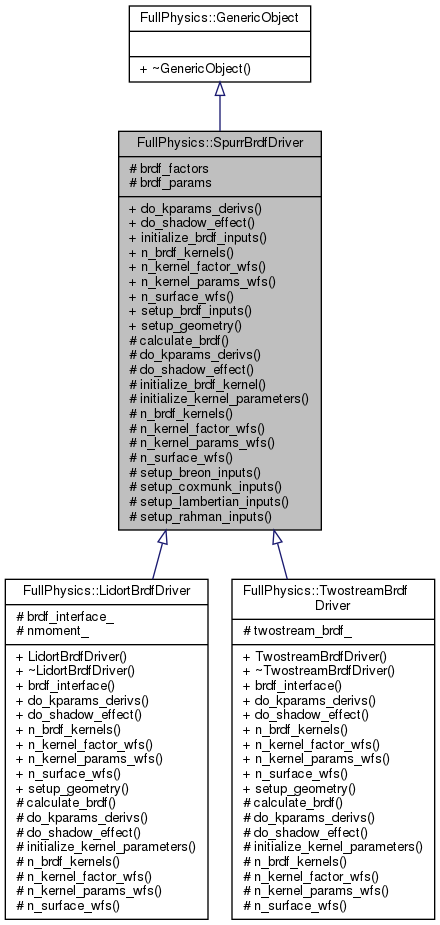 FullPhysics::GenericObject
+ ~GenericObject()
FullPhysics::SpurrBrdfDriver
# brdf_factors
# brdf_params
+ do_kparams_derivs()
+ do_shadow_effect()
+ initialize_brdf_inputs()
+ n_brdf_kernels()
+ n_kernel_factor_wfs()
+ n_kernel_params_wfs()
+ n_surface_wfs()
+ setup_brdf_inputs()
+ setup_geometry()
# calculate_brdf()
# do_kparams_derivs()
# do_shadow_effect()
# initialize_brdf_kernel()
# initialize_kernel_parameters()
# n_brdf_kernels()
# n_kernel_factor_wfs()
# n_kernel_params_wfs()
# n_surface_wfs()
# setup_breon_inputs()
# setup_coxmunk_inputs()
# setup_lambertian_inputs()
# setup_rahman_inputs()
FullPhysics::LidortBrdfDriver
# brdf_interface_
# nmoment_
+ LidortBrdfDriver()
+ ~LidortBrdfDriver()
+ brdf_interface()
+ do_kparams_derivs()
+ do_shadow_effect()
+ n_brdf_kernels()
+ n_kernel_factor_wfs()
+ n_kernel_params_wfs()
+ n_surface_wfs()
+ setup_geometry()
# calculate_brdf()
# do_kparams_derivs()
# do_shadow_effect()
# initialize_kernel_parameters()
# n_brdf_kernels()
# n_kernel_factor_wfs()
# n_kernel_params_wfs()
# n_surface_wfs()
FullPhysics::TwostreamBrdf
Driver
# twostream_brdf_
+ TwostreamBrdfDriver()
+ ~TwostreamBrdfDriver()
+ brdf_interface()
+ do_kparams_derivs()
+ do_shadow_effect()
+ n_brdf_kernels()
+ n_kernel_factor_wfs()
+ n_kernel_params_wfs()
+ n_surface_wfs()
+ setup_geometry()
# calculate_brdf()
# do_kparams_derivs()
# do_shadow_effect()
# initialize_kernel_parameters()
# n_brdf_kernels()
# n_kernel_factor_wfs()
# n_kernel_params_wfs()
# n_surface_wfs()